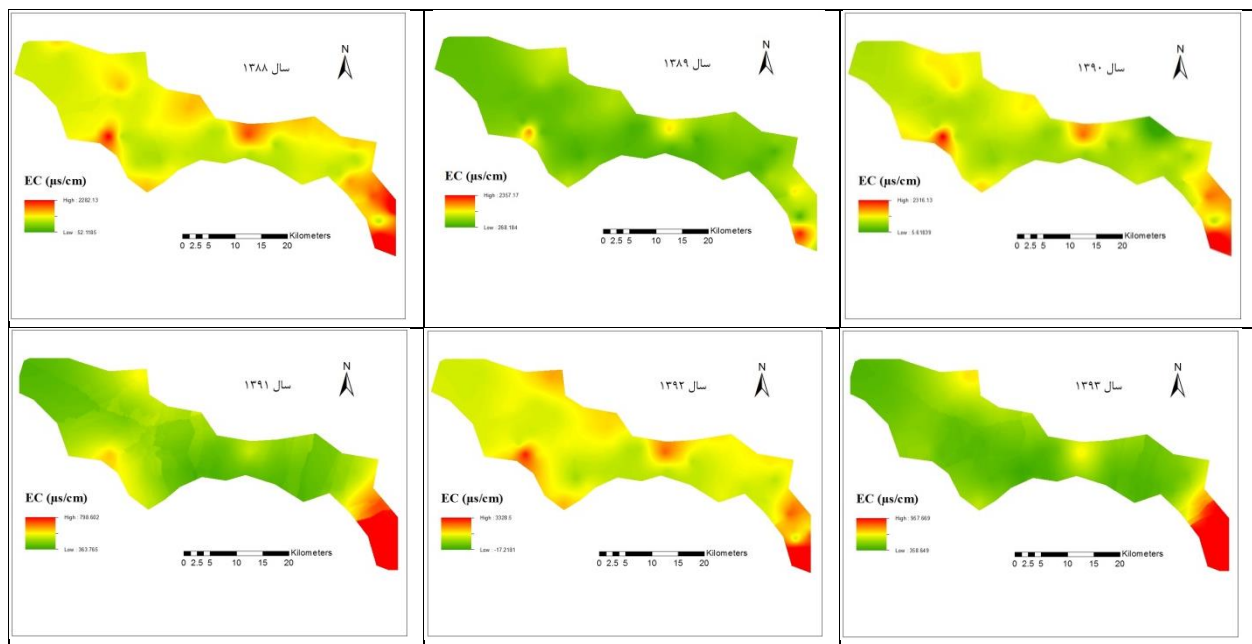 N
سال ۱۳۸۸
EC (µs/cm)
High : 2282.13
Low : 52.1185
Kilometers
0 2.5 5 10 15 20
N
سال ۱۳۸۹
EC (µs/cm)
High : 2357.17
Low : 268.184
Kilometers
0 2.5 5 10 15 20
N
سال ۱۳۹۰
EC (µs/cm)
High : 2316.13
Low : 5.61839
Kilometers
0 2.5 5 10 15 20
N
سال ۱۳۹۱
EC (µs/cm)
High : 798.602
Low : 363.765
Kilometers
0 2.5 5 10 15 20
N
سال ۱۳۹۲
EC (µs/cm)
High : 3328.5
Low : -17.2181
Kilometers
0 2.5 5 10 15 20
N
سال ۱۳۹۳
EC (µs/cm)
High : 957.669
Low : 358.649
Kilometers
0 2.5 5 10 15 20